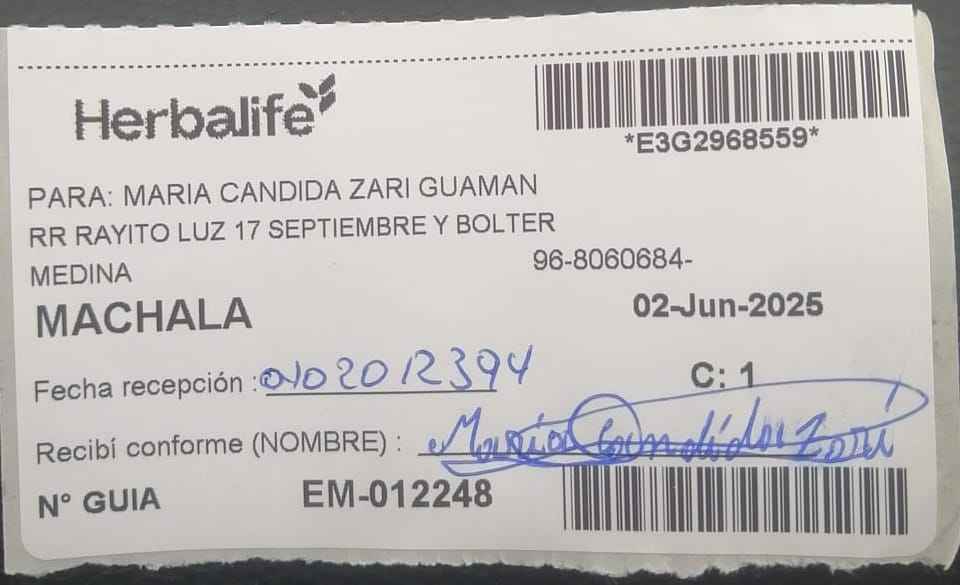 Herbalife
*E3G2968559*
PARA: MARIA CANDIDA ZARI GUAMAN
RR RAYITO LUZ 17 SEPTIEMBRE Y BOLTER
MEDINA
96-8060684-
MACHALA
02-Jun-2025
Fecha recepción : 0102012394
C: 1
Recibí conforme (NOMBRE) : Maria Candida Zari
N° GUIA
EM-012248